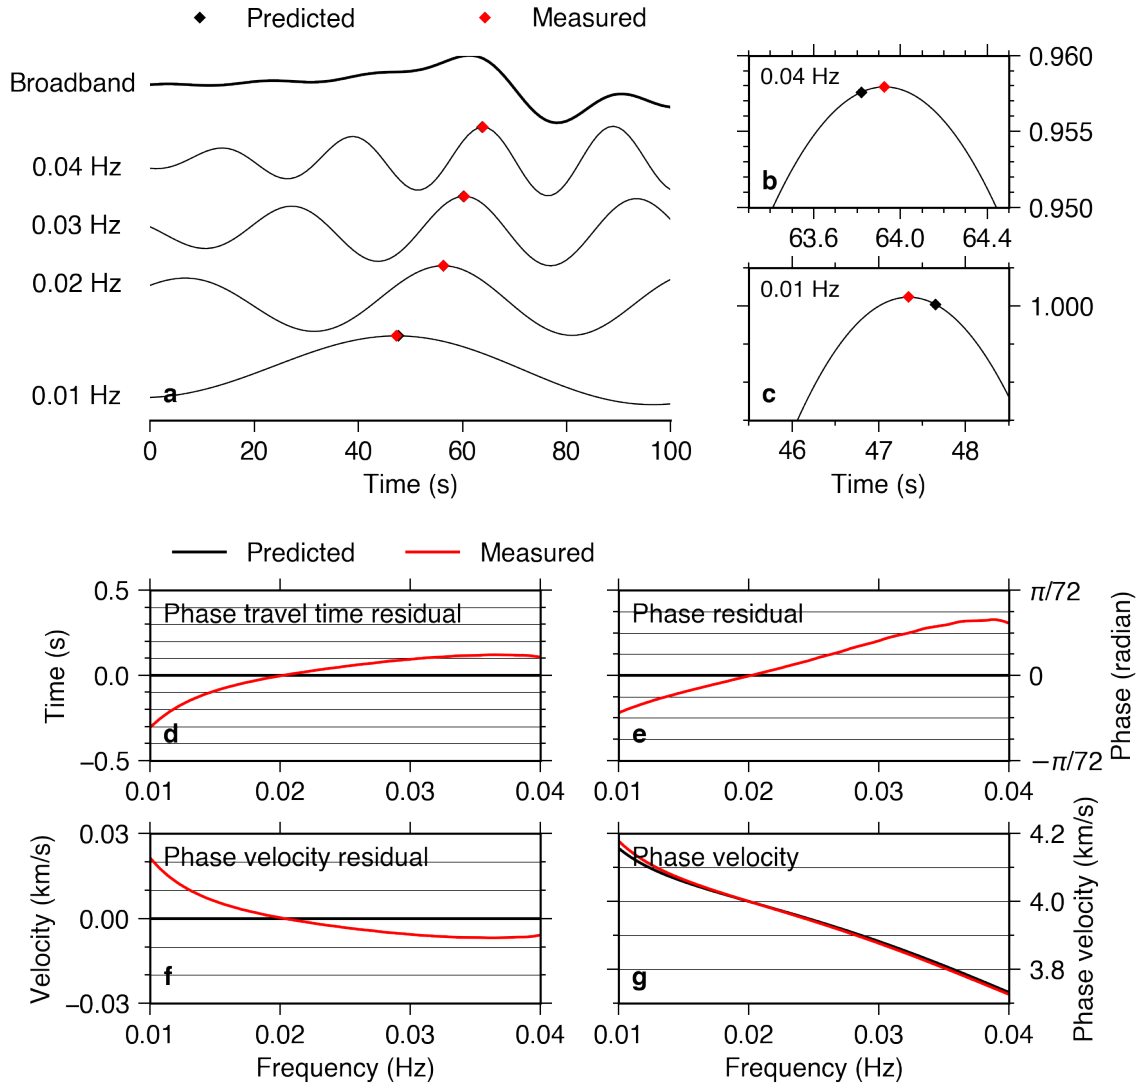 Predicted Measured
Broadband
0.04 Hz
0.03 Hz
0.02 Hz
0.01 Hz
a
0 20 40 60 80 100
Time (s)
0.04 Hz
b
0.960
0.955
0.950
63.6 64.0 64.4
0.01 Hz
c
1.000
46 47 48
Time (s)
Predicted Measured
Phase travel time residual
d
Time (s)
0.5
0.0
−0.5
0.01 0.02 0.03 0.04
Phase residual
e
π/72
0
−π/72
Phase (radian)
0.01 0.02 0.03 0.04
Phase velocity residual
f
Velocity (km/s)
0.03
0.00
−0.03
0.01 0.02 0.03 0.04
Frequency (Hz)
Phase velocity
g
4.2
4.0
3.8
Phase velocity (km/s)
0.01 0.02 0.03 0.04
Frequency (Hz)